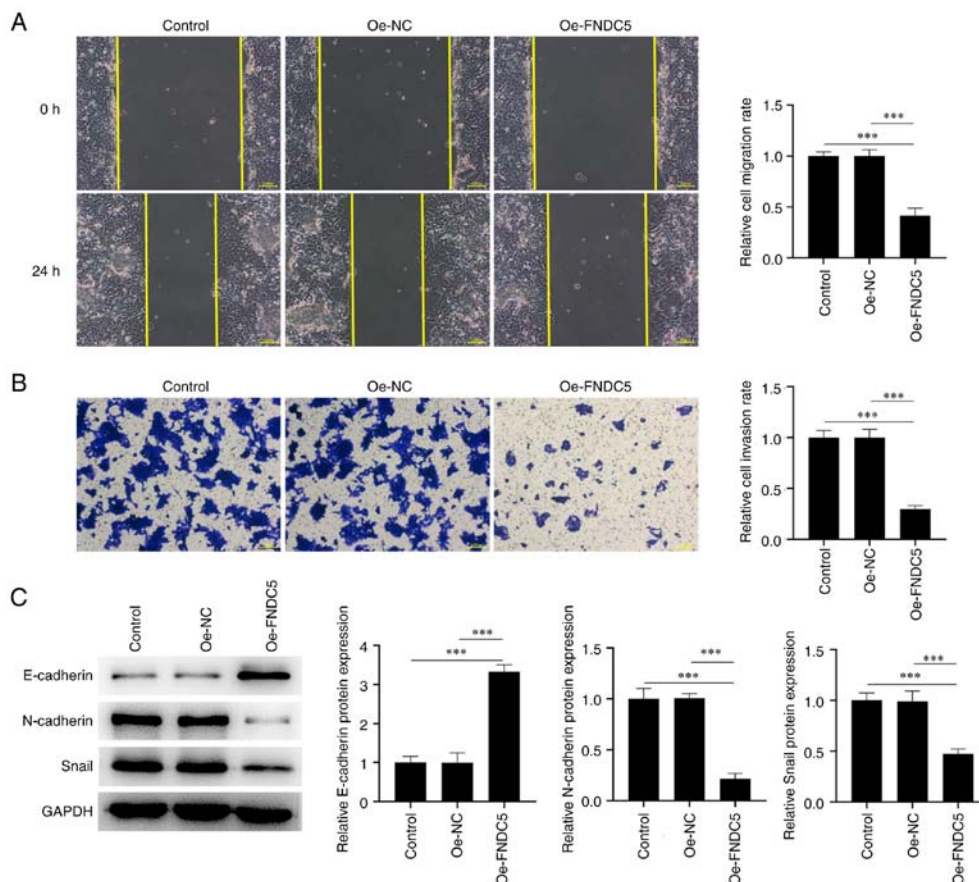 A
Control
Oe-NC
Oe-FNDC5
0 h
24 h
Relative cell migration rate
1.5
1.0
0.5
0.0
***
***
Control
Oe-NC
Oe-FNDC5
B
Control
Oe-NC
Oe-FNDC5
Relative cell invasion rate
1.5
1.0
0.5
0.0
***
***
Control
Oe-NC
Oe-FNDC5
C
Control
Oe-NC
Oe-FNDC5
E-cadherin
N-cadherin
Snail
GAPDH
Relative E-cadherin protein expression
4
3
2
1
0
***
***
Control
Oe-NC
Oe-FNDC5
Relative N-cadherin protein expression
1.5
1.0
0.5
0.0
***
***
Control
Oe-NC
Oe-FNDC5
Relative Snail protein expression
1.5
1.0
0.5
0.0
***
***
Control
Oe-NC
Oe-FNDC5